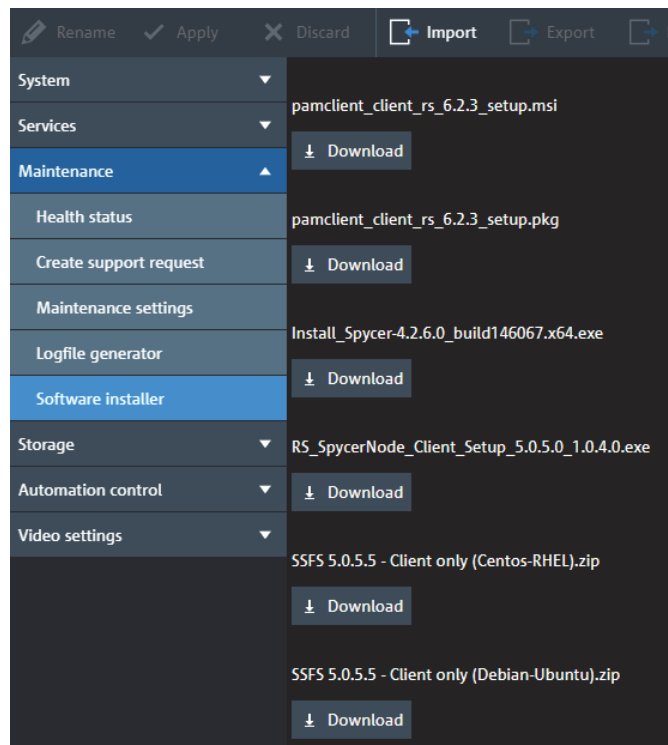 Rename Apply Discard Import Export
System
Services
Maintenance
Health status
Create support request
Maintenance settings
Logfile generator
Software installer
Storage
Automation control
Video settings
pamclient_client_rs_6.2.3_setup.msi
Download
pamclient_client_rs_6.2.3_setup.pkg
Download
Install_Spycer-4.2.6.0_build146067.x64.exe
Download
RS_SpycerNode_Client_Setup_5.0.5.0_1.0.4.0.exe
Download
SSFS 5.0.5.5 - Client only (Centos-RHEL).zip
Download
SSFS 5.0.5.5 - Client only (Debian-Ubuntu).zip
Download